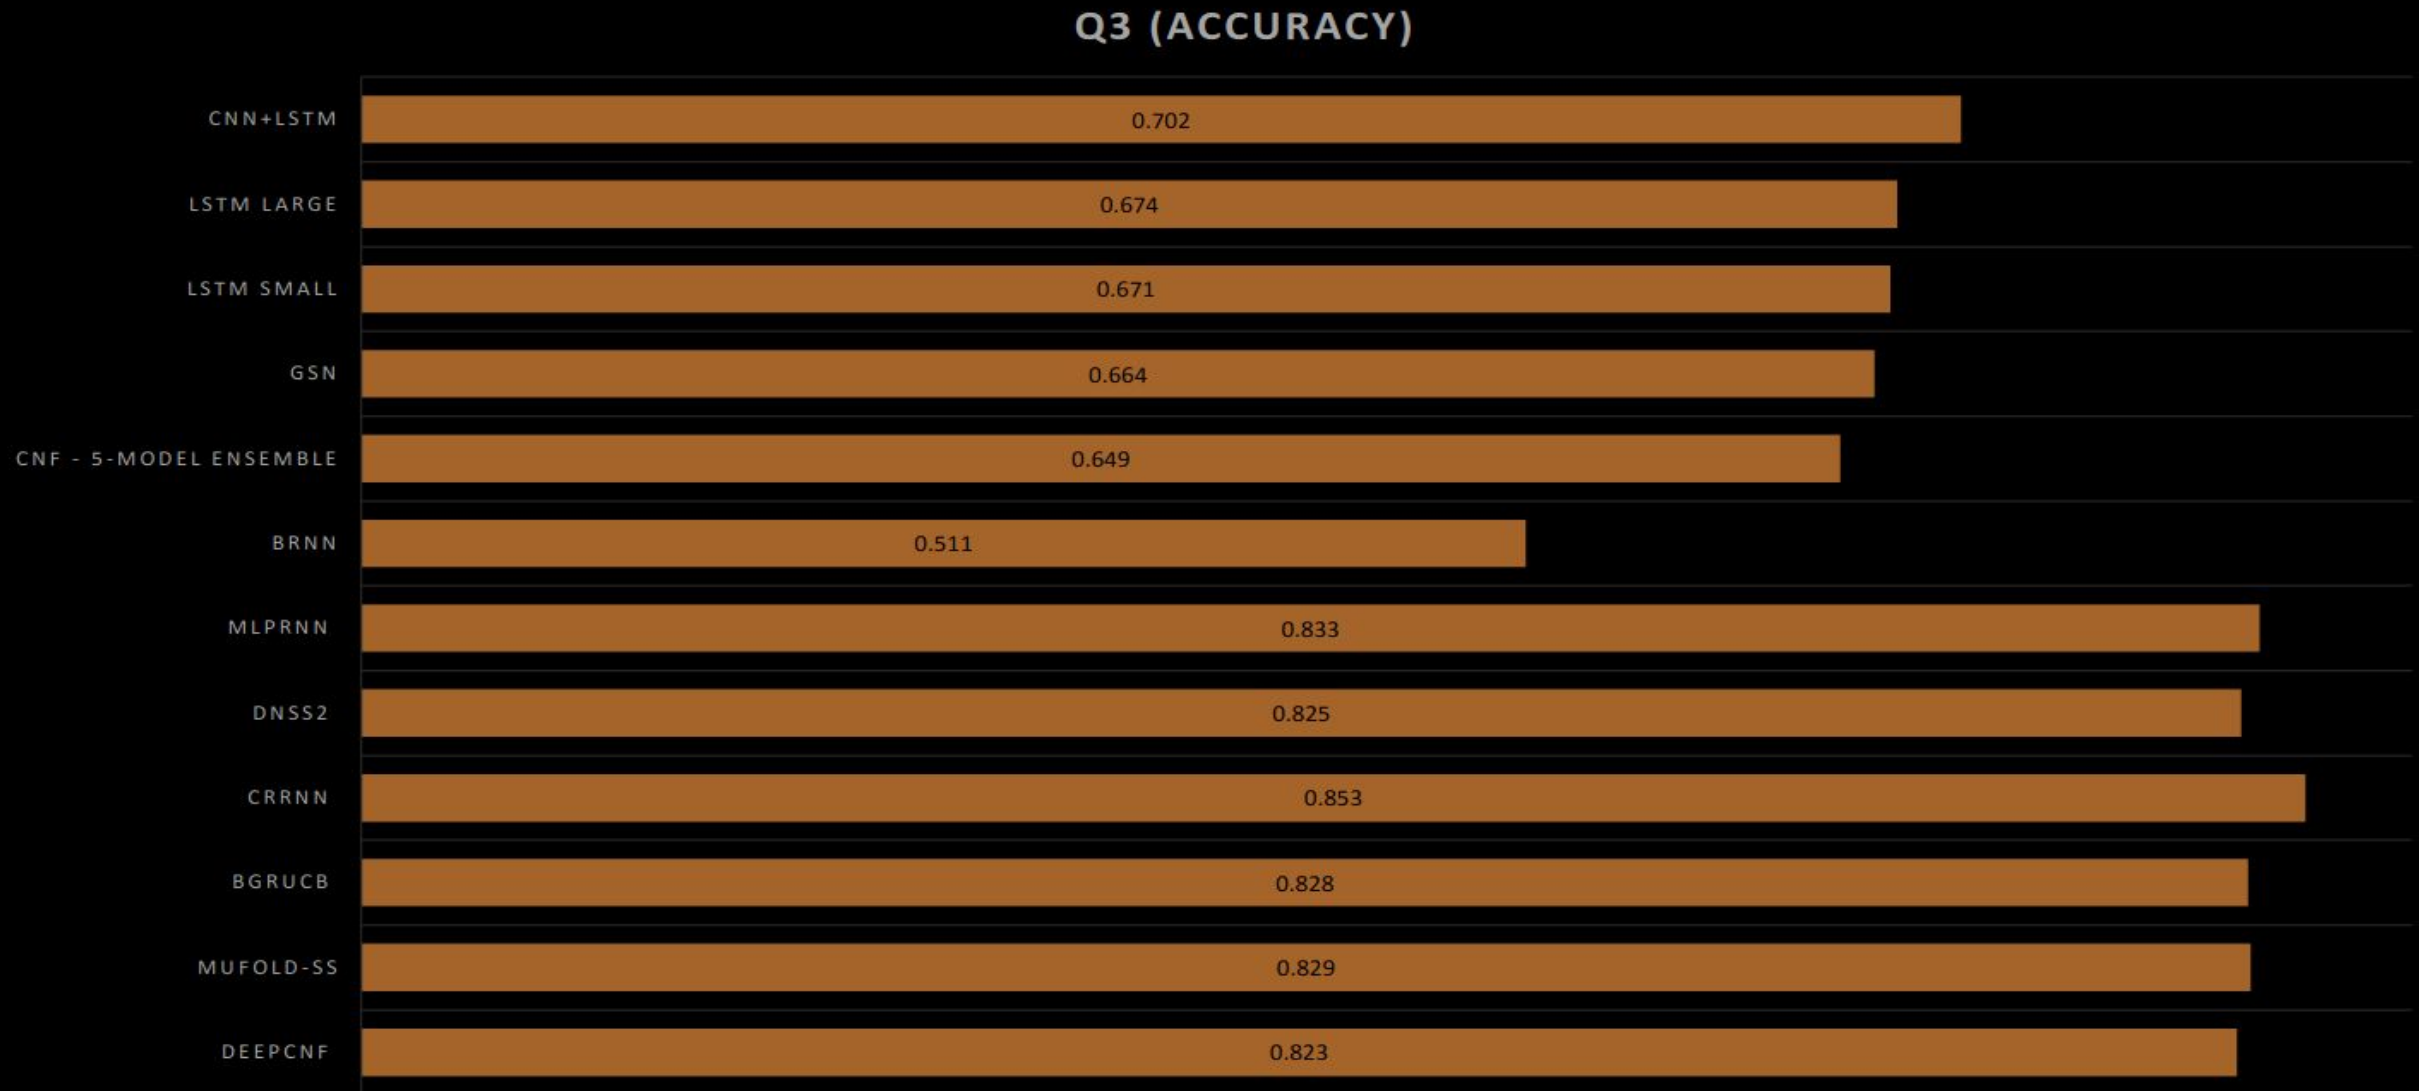 Q3 (ACCURACY)
CNN+LSTM 0.702
LSTM LARGE 0.674
LSTM SMALL 0.671
GSN 0.664
CNF - 5-MODEL ENSEMBLE 0.649
BRNN 0.511
MLPRNN 0.833
DNSS2 0.825
CRRNN 0.853
BGRUCB 0.828
MUFOLD-SS 0.829
DEEPCNF 0.823